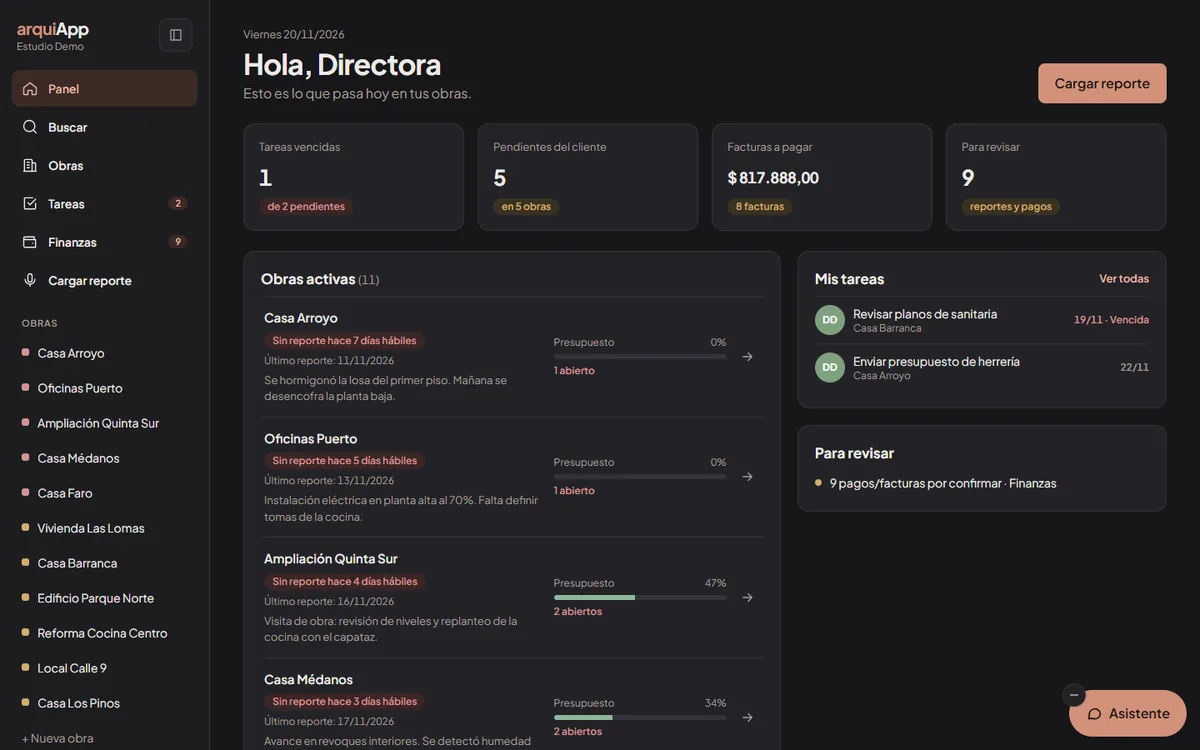 arquiApp
Estudio Demo
Panel
Buscar
Obras
Tareas 2
Finanzas 9
Cargar reporte
OBRAS
Casa Arroyo
Oficinas Puerto
Ampliación Quinta Sur
Casa Médanos
Casa Faro
Vivienda Las Lomas
Casa Barranca
Edificio Parque Norte
Reforma Cocina Centro
Local Calle 9
Casa Los Pinos
+ Nueva obra
Viernes 20/11/2026
Hola, Directora
Esto es lo que pasa hoy en tus obras.
Cargar reporte
Tareas vencidas
1
de 2 pendientes
Pendientes del cliente
5
en 5 obras
Facturas a pagar
$ 817.888,00
8 facturas
Para revisar
9
reportes y pagos
Obras activas (11)
Casa Arroyo
Sin reporte hace 7 días hábiles
Último reporte: 11/11/2026
Se hormigonó la losa del primer piso. Mañana se
desencofra la planta baja.
Presupuesto 0%
1 abierto
Oficinas Puerto
Sin reporte hace 5 días hábiles
Último reporte: 13/11/2026
Instalación eléctrica en planta alta al 70%. Falta definir
tomas de la cocina.
Presupuesto 0%
1 abierto
Ampliación Quinta Sur
Sin reporte hace 4 días hábiles
Último reporte: 16/11/2026
Visita de obra: revisión de niveles y replanteo de la
cocina con el capataz.
Presupuesto 47%
2 abiertos
Casa Médanos
Sin reporte hace 3 días hábiles
Último reporte: 17/11/2026
Avance en revoques interiores. Se detectó humedad
Presupuesto 34%
2 abiertos
Mis tareas Ver todas
DD
Revisar planos de sanitaria
Casa Barranca
19/11 · Vencida
DD
Enviar presupuesto de herrería
Casa Arroyo
22/11
Para revisar
9 pagos/facturas por confirmar · Finanzas
Asistente